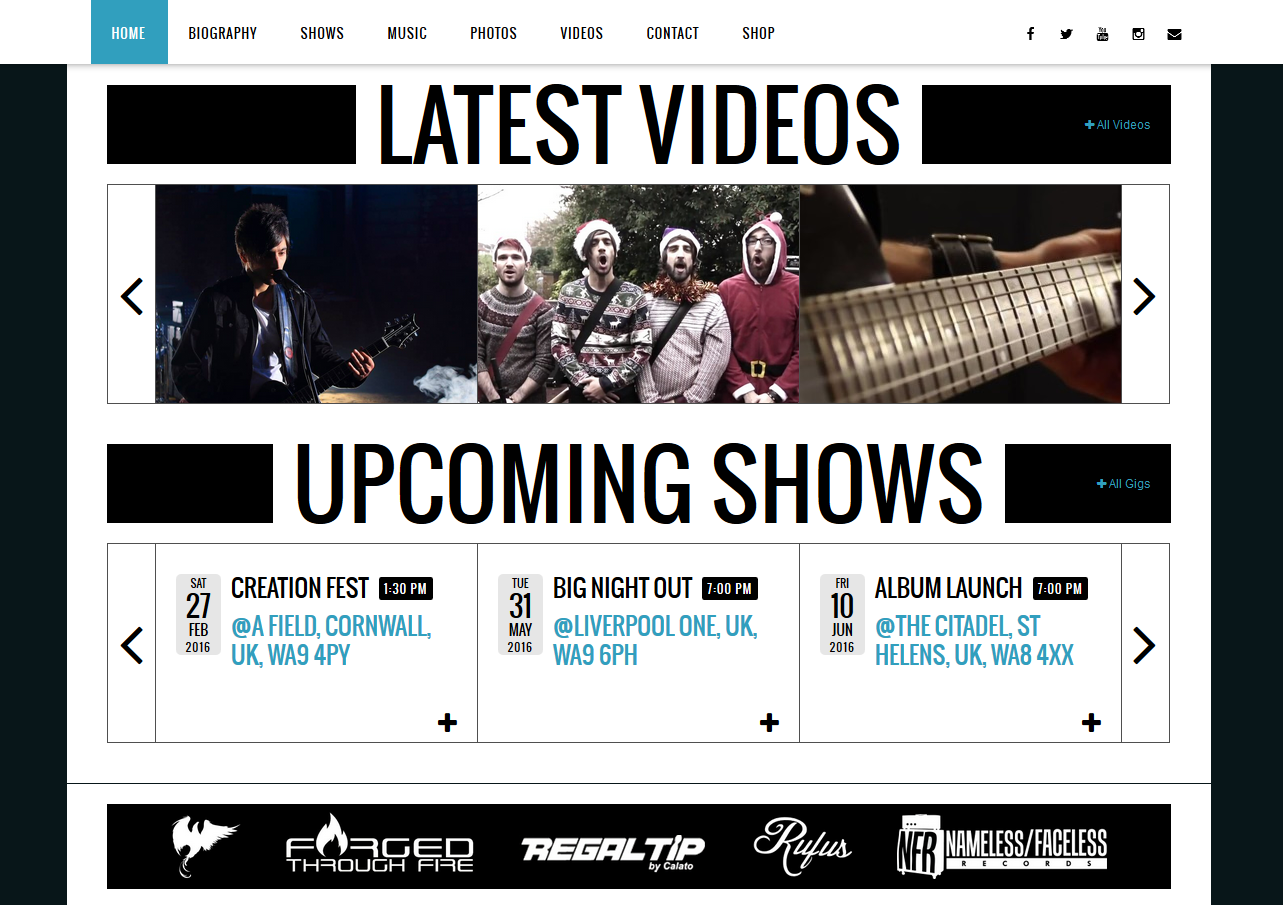 HOME BIOGRAPHY SHOWS MUSIC PHOTOS VIDEOS CONTACT SHOP
You Tube
LATEST VIDEOS
All Videos
UPCOMING SHOWS
All Gigs
SAT
27
FEB
2016
CREATION FEST 1:30 PM
@A FIELD, CORNWALL,
UK, WA9 4PY
TUE
31
MAY
2016
BIG NIGHT OUT 7:00 PM
@LIVERPOOL ONE, UK,
WA9 6PH
FRI
10
JUN
2016
ALBUM LAUNCH 7:00 PM
@THE CITADEL, ST
HELENS, UK, WA8 4XX
FORGED
THROUGH FIRE
REGALTIP
by Calato
Rufus
NFR
NAMELESS/FACELESS
RECORDS